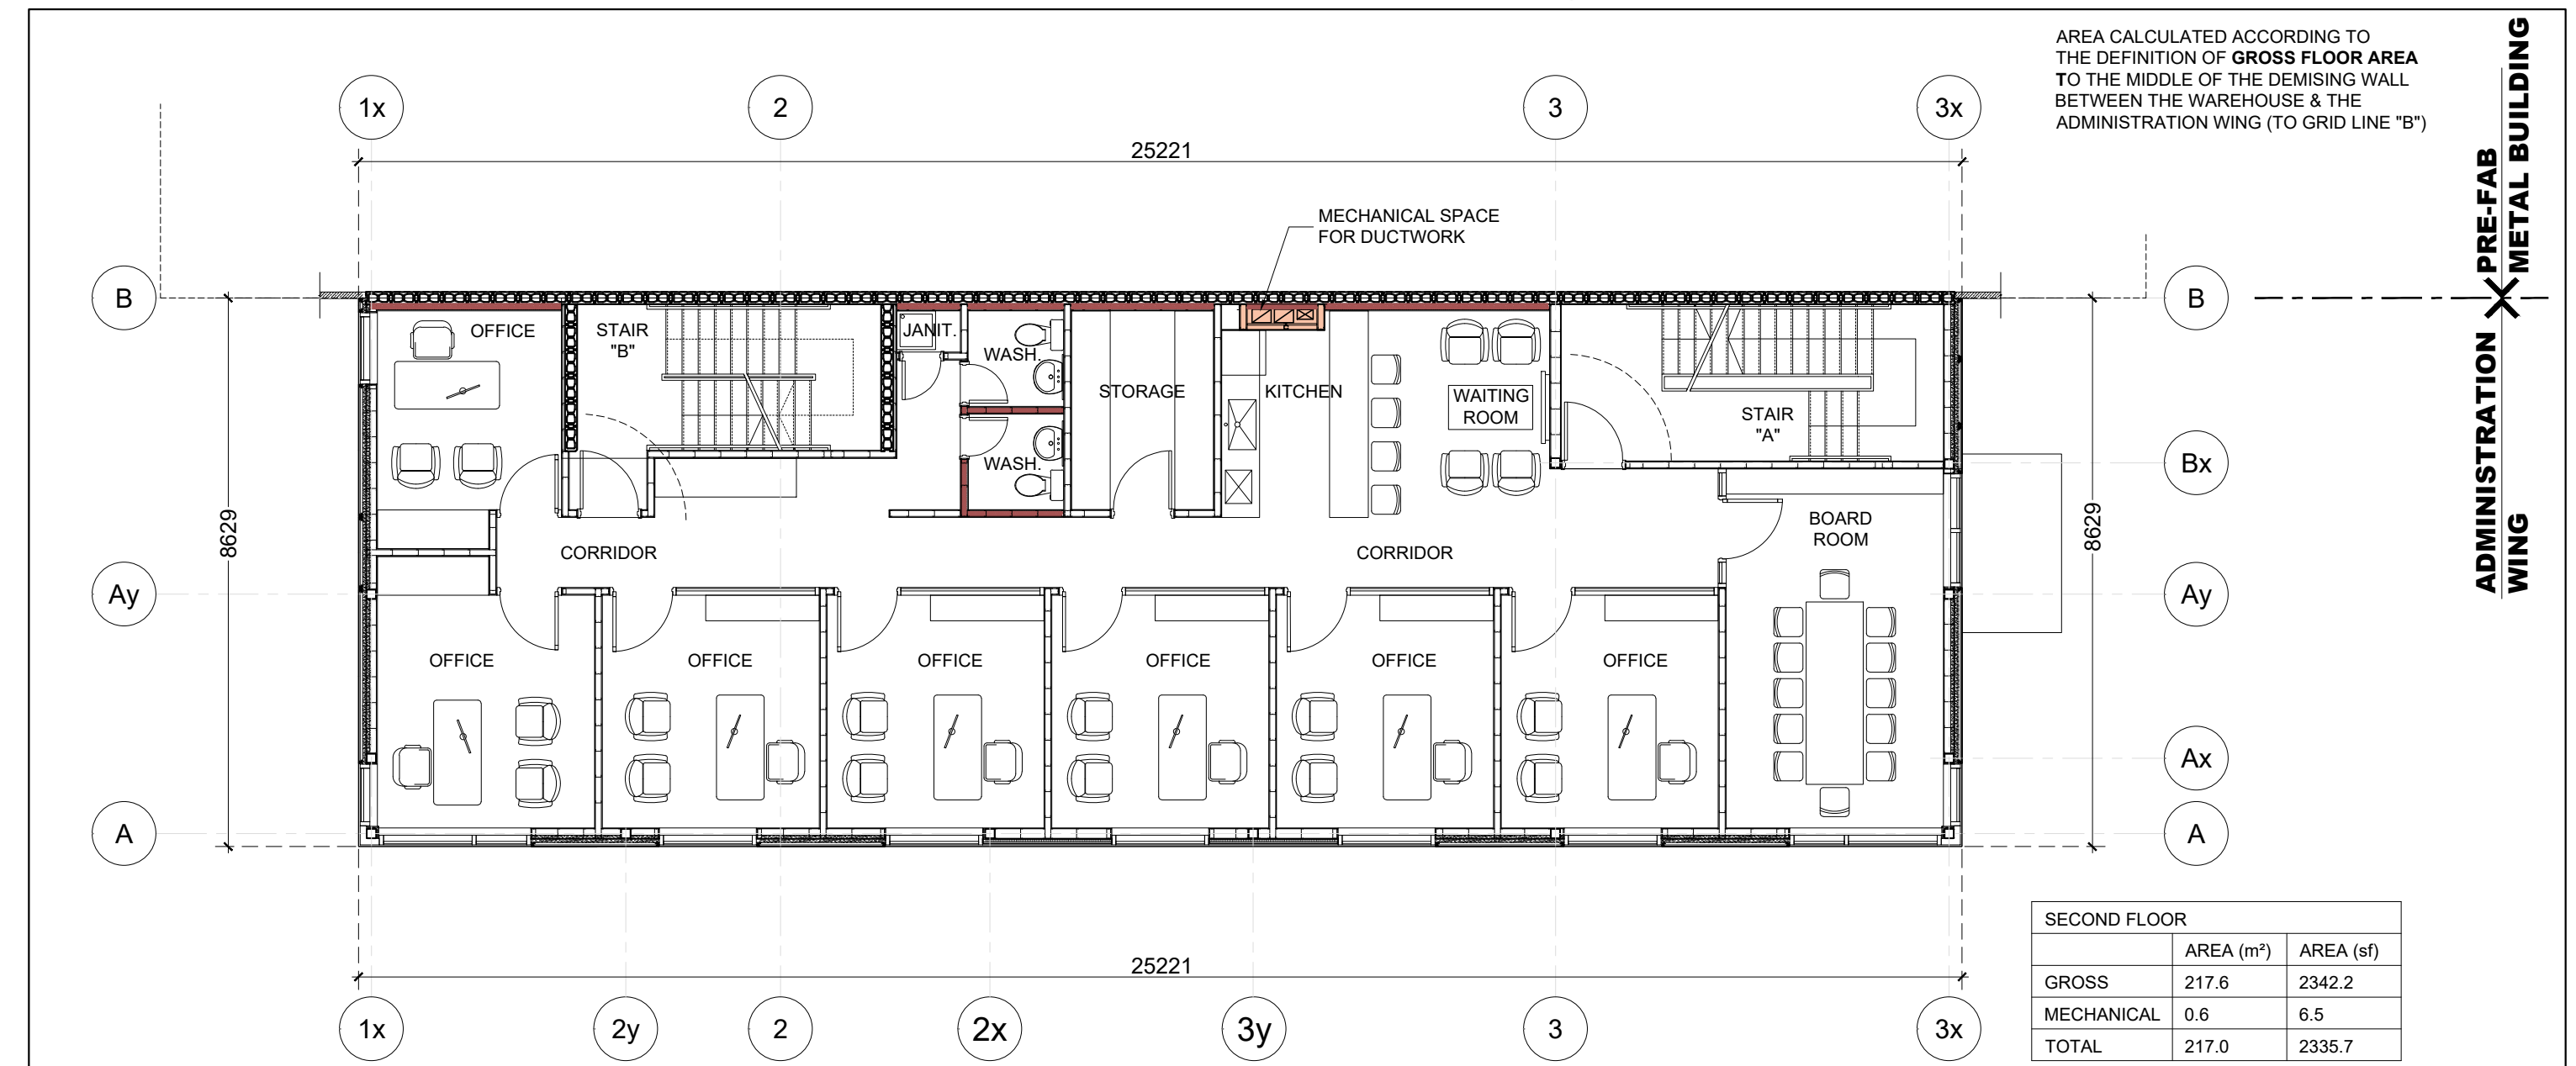 AREA CALCULATED ACCORDING TO
THE DEFINITION OF GROSS FLOOR AREA
TO THE MIDDLE OF THE DEMISING WALL
BETWEEN THE WAREHOUSE & THE
ADMINISTRATION WING (TO GRID LINE "B")
PRE-FAB
METAL BUILDING
ADMINISTRATION
WING
1x
2
3
3x
25221
MECHANICAL SPACE
FOR DUCTWORK
B
B
OFFICE
STAIR
"B"
JANIT.
WASH.
STORAGE
KITCHEN
WAITING
ROOM
STAIR
"A"
WASH.
Bx
8629
8629
BOARD
ROOM
CORRIDOR
CORRIDOR
Ay
Ay
OFFICE
OFFICE
OFFICE
OFFICE
OFFICE
OFFICE
Ax
A
A
25221
1x
2y
2
2x
3y
3
3x
SECOND FLOOR
AREA (m²) AREA (sf)
GROSS 217.6 2342.2
MECHANICAL 0.6 6.5
TOTAL 217.0 2335.7